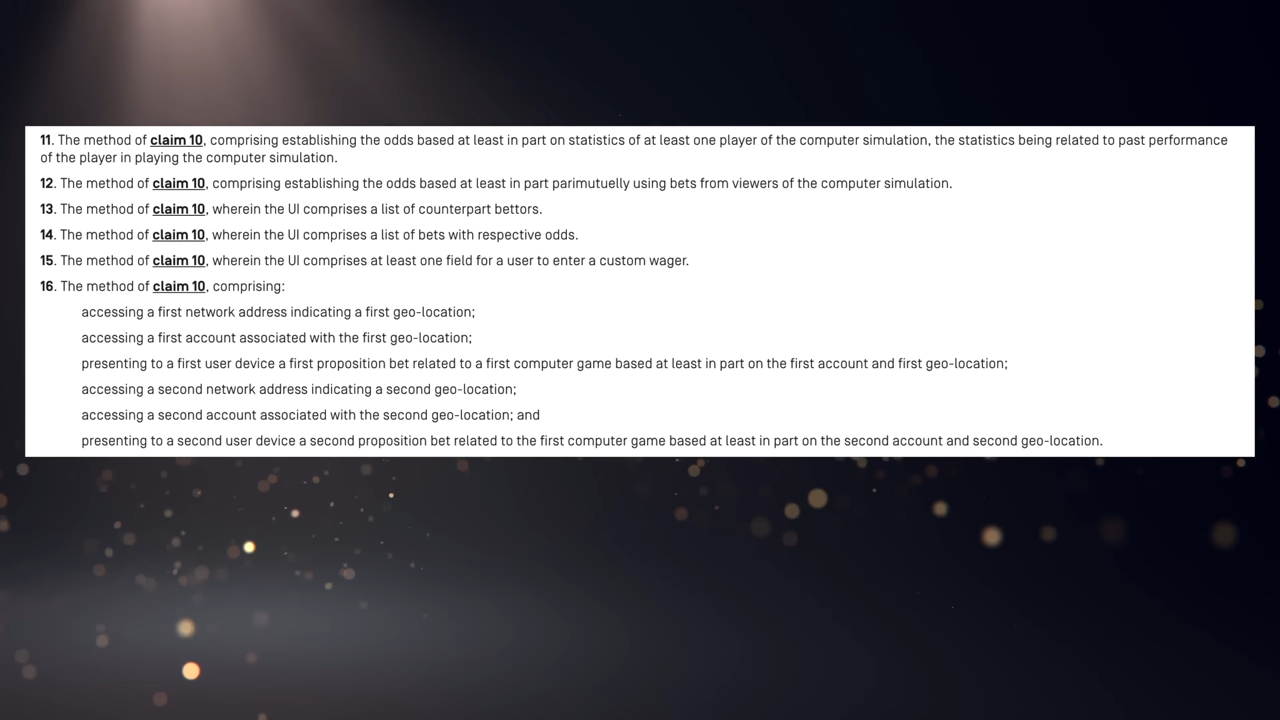 11. The method of claim 10, comprising establishing the odds based at least in part on statistics of at least one player of the computer simulation, the statistics being related to past performance
of the player in playing the computer simulation.
12. The method of claim 10, comprising establishing the odds based at least in part parimutuelly using bets from viewers of the computer simulation.
13. The method of claim 10, wherein the UI comprises a list of counterpart bettors.
14. The method of claim 10, wherein the UI comprises a list of bets with respective odds.
15. The method of claim 10, wherein the UI comprises at least one field for a user to enter a custom wager.
16. The method of claim 10, comprising:
accessing a first network address indicating a first geo-location;
accessing a first account associated with the first geo-location;
presenting to a first user device a first proposition bet related to a first computer game based at least in part on the first account and first geo-location;
accessing a second network address indicating a second geo-location;
accessing a second account associated with the second geo-location; and
presenting to a second user device a second proposition bet related to the first computer game based at least in part on the second account and second geo-location.